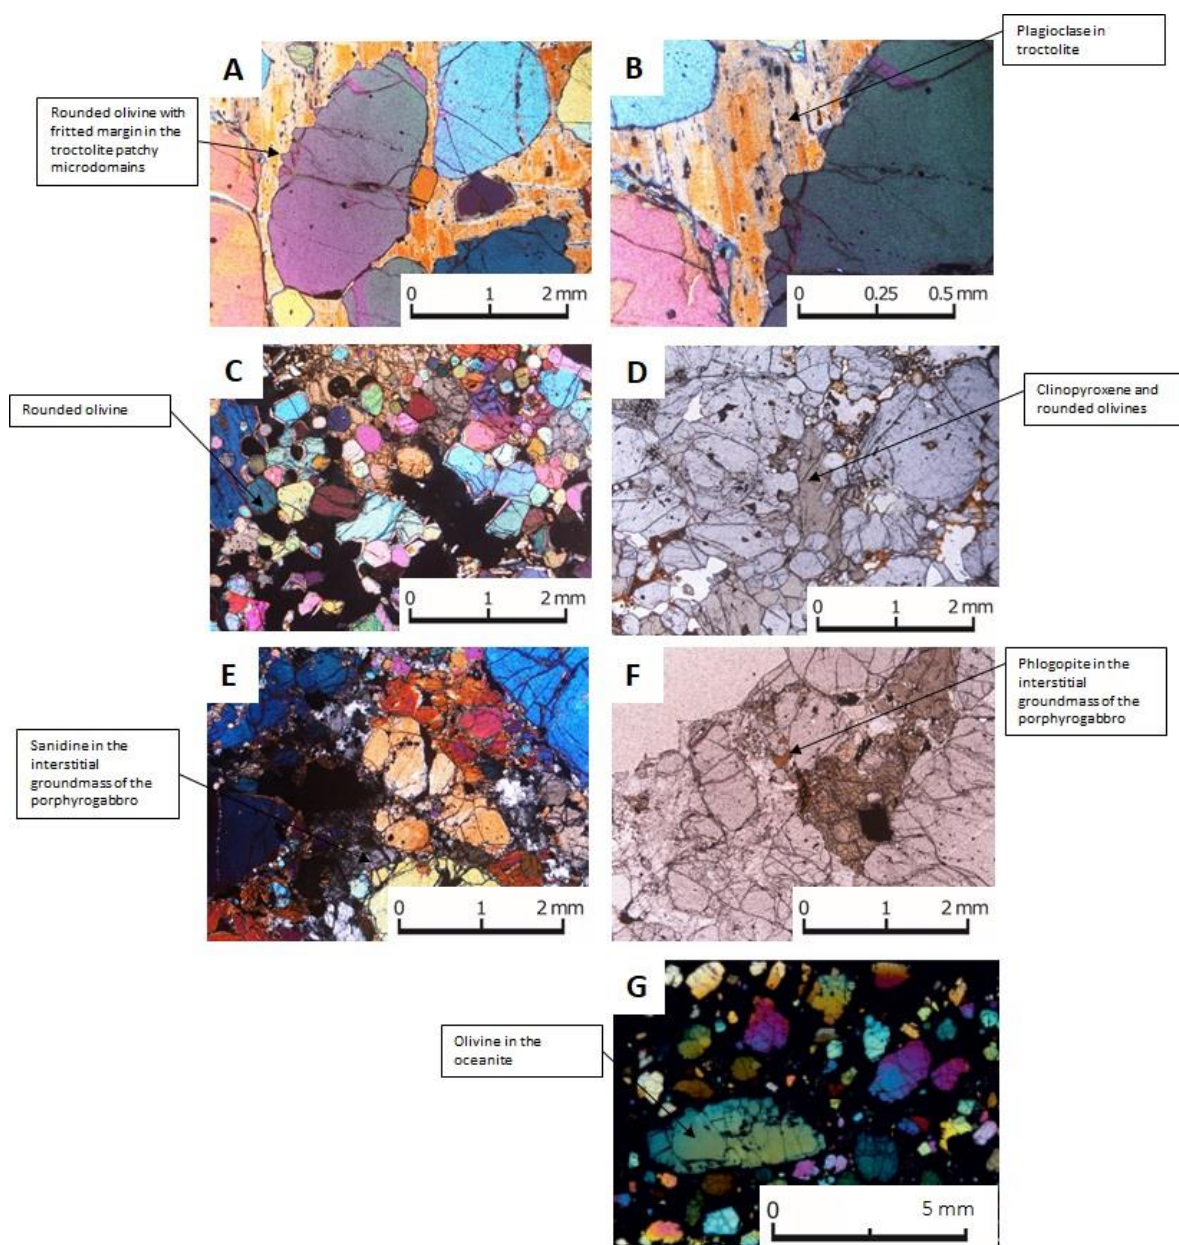 A
Rounded olivine with
fritted margin in the
troctolite patchy
microdomains
0 1 2 mm
B
Plagioclase in
troctolite
0 0.25 0.5 mm
C
Rounded olivine
0 1 2 mm
D
Clinopyroxene and
rounded olivines
0 1 2 mm
E
Sanidine in the
interstitial
groundmass of the
porphyrogabbro
0 1 2 mm
F
Phlogopite in the
interstitial
groundmass of the
porphyrogabbro
0 1 2 mm
G
Olivine in the
oceanite
0 5 mm